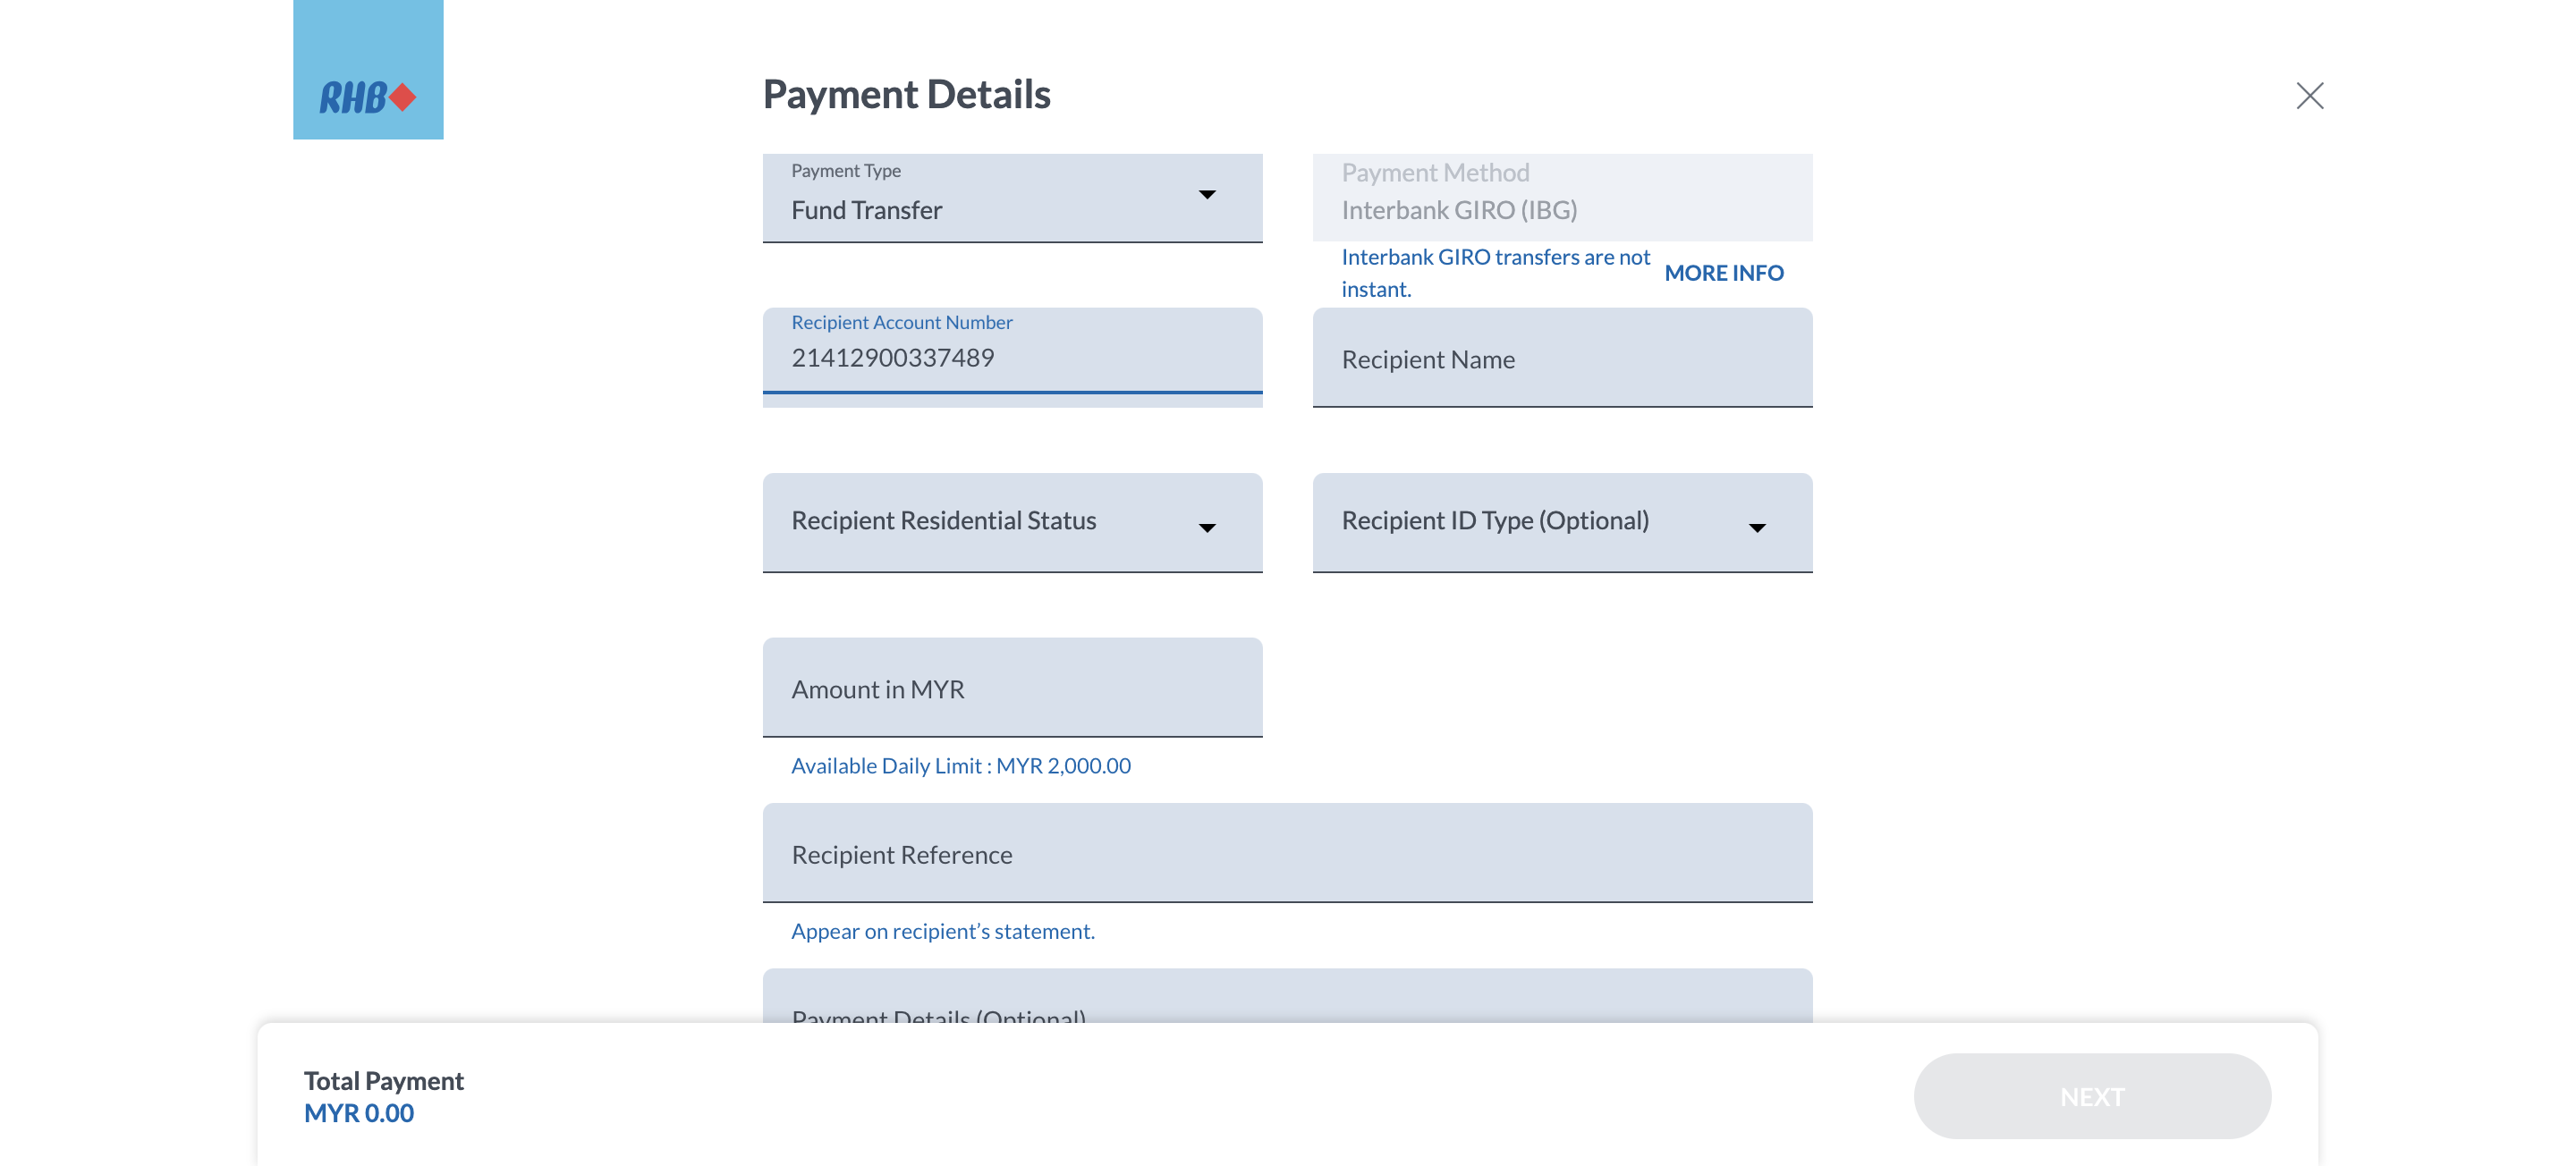 RHB
Payment Details
Payment Type
Fund Transfer
Payment Method
Interbank GIRO (IBG)
Interbank GIRO transfers are not
instant.
MORE INFO
Recipient Account Number
21412900337489
Recipient Name
Recipient Residential Status
Recipient ID Type (Optional)
Amount in MYR
Available Daily Limit : MYR 2,000.00
Recipient Reference
Appear on recipient’s statement.
Payment Details (Optional)
Total Payment
MYR 0.00
NEXT